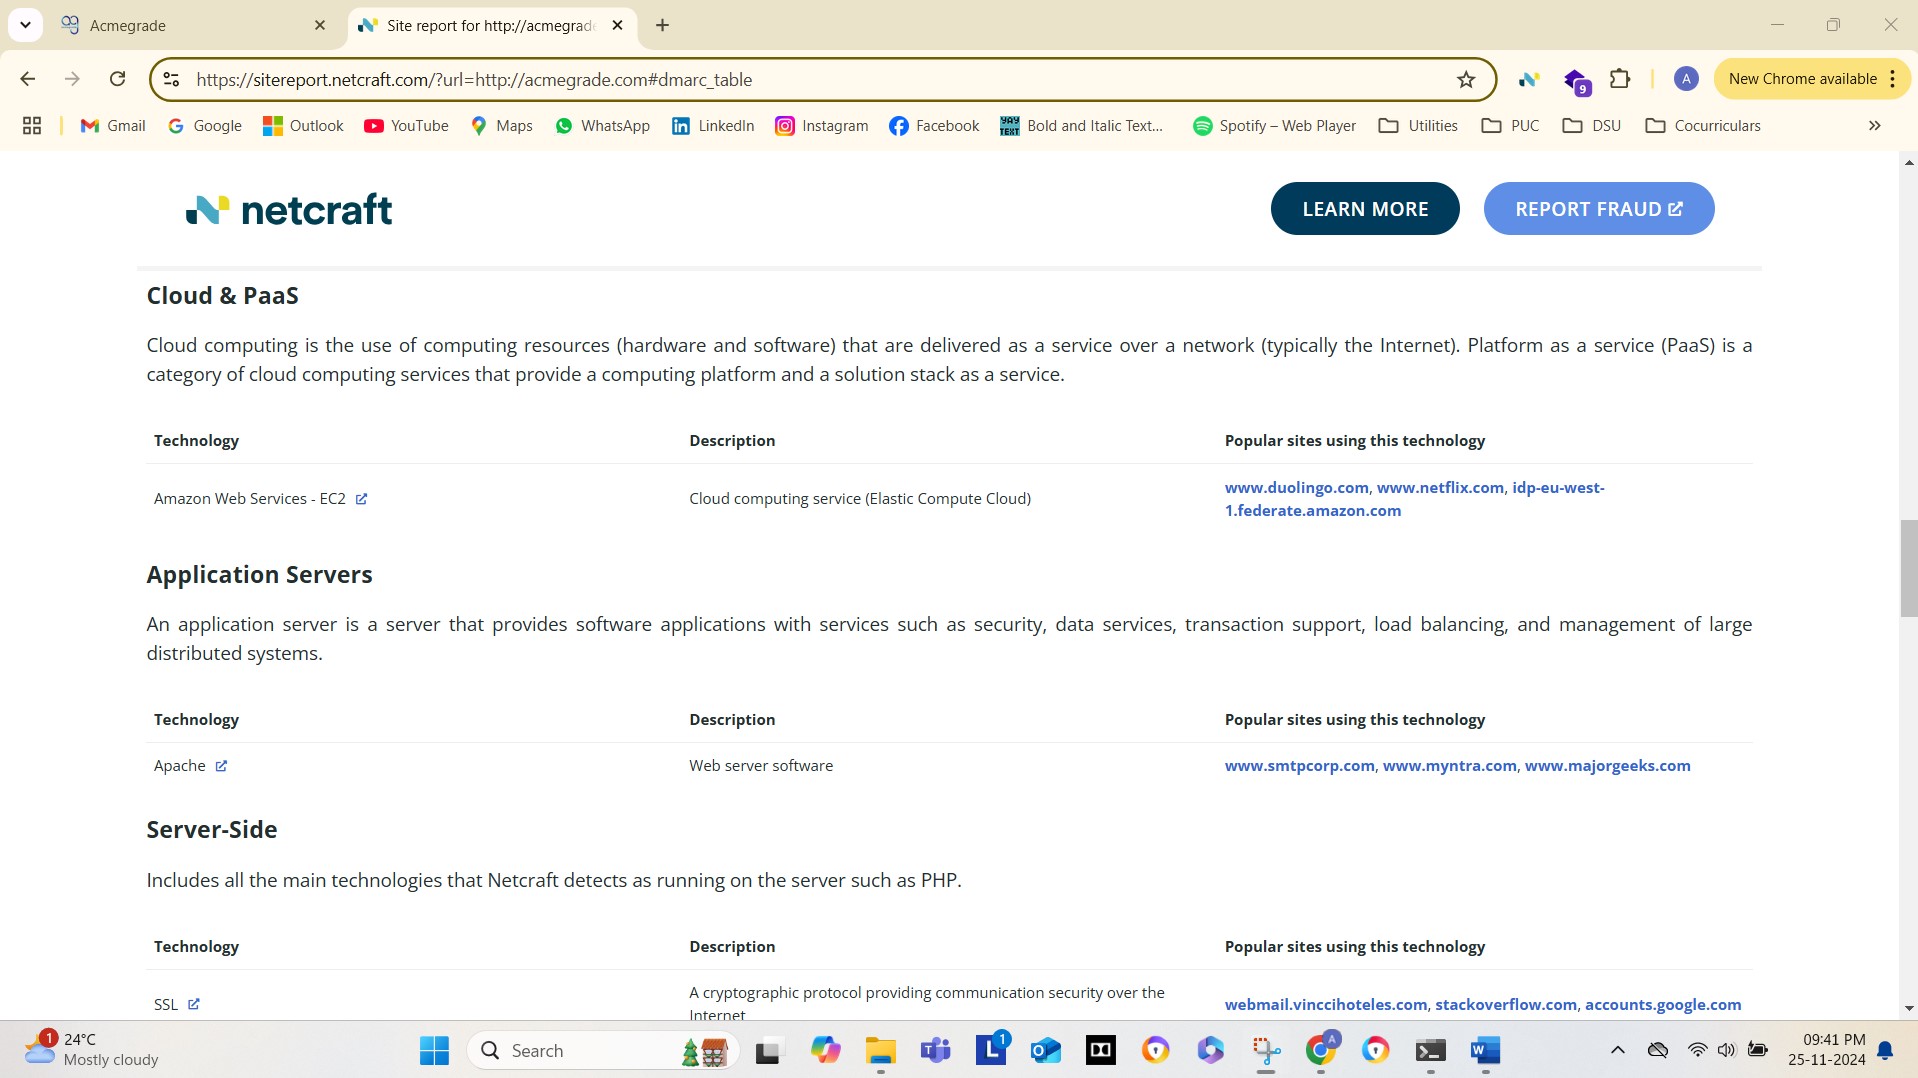 Acmegrade
Site report for http://acmegrade
https://sitereport.netcraft.com/?url=http://acmegrade.com#dmarc_table
9
A
New Chrome available
Gmail
Google
Outlook
YouTube
Maps
WhatsApp
LinkedIn
Instagram
Facebook
YAY TEXT
Bold and Italic Text...
Spotify – Web Player
Utilities
PUC
DSU
Cocurriculars
netcraft
LEARN MORE
REPORT FRAUD
Cloud & PaaS
Cloud computing is the use of computing resources (hardware and software) that are delivered as a service over a network (typically the Internet). Platform as a service (PaaS) is a
category of cloud computing services that provide a computing platform and a solution stack as a service.
Technology Description Popular sites using this technology
Amazon Web Services - EC2 Cloud computing service (Elastic Compute Cloud) www.duolingo.com, www.netflix.com, idp-eu-west-
1.federate.amazon.com
Application Servers
An application server is a server that provides software applications with services such as security, data services, transaction support, load balancing, and management of large
distributed systems.
Technology Description Popular sites using this technology
Apache Web server software www.smtpcorp.com, www.myntra.com, www.majorgeeks.com
Server-Side
Includes all the main technologies that Netcraft detects as running on the server such as PHP.
Technology Description Popular sites using this technology
SSL A cryptographic protocol providing communication security over the
Internet
webmail.vinccihoteles.com, stackoverflow.com, accounts.google.com
1
24°C
Mostly cloudy
Search
1
A
09:41 PM
25-11-2024